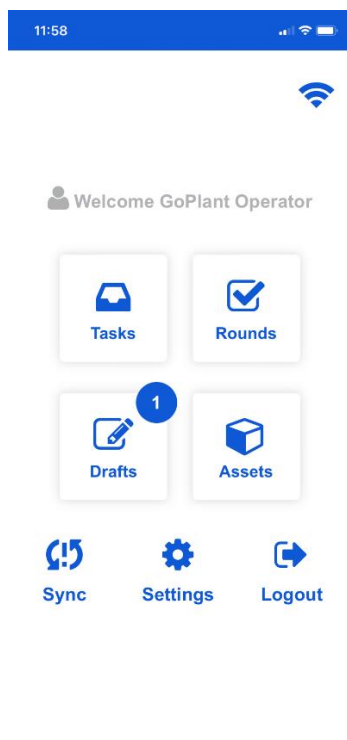 11:58
Welcome GoPlant Operator
Tasks
Rounds
1
Drafts
Assets
Sync
Settings
Logout